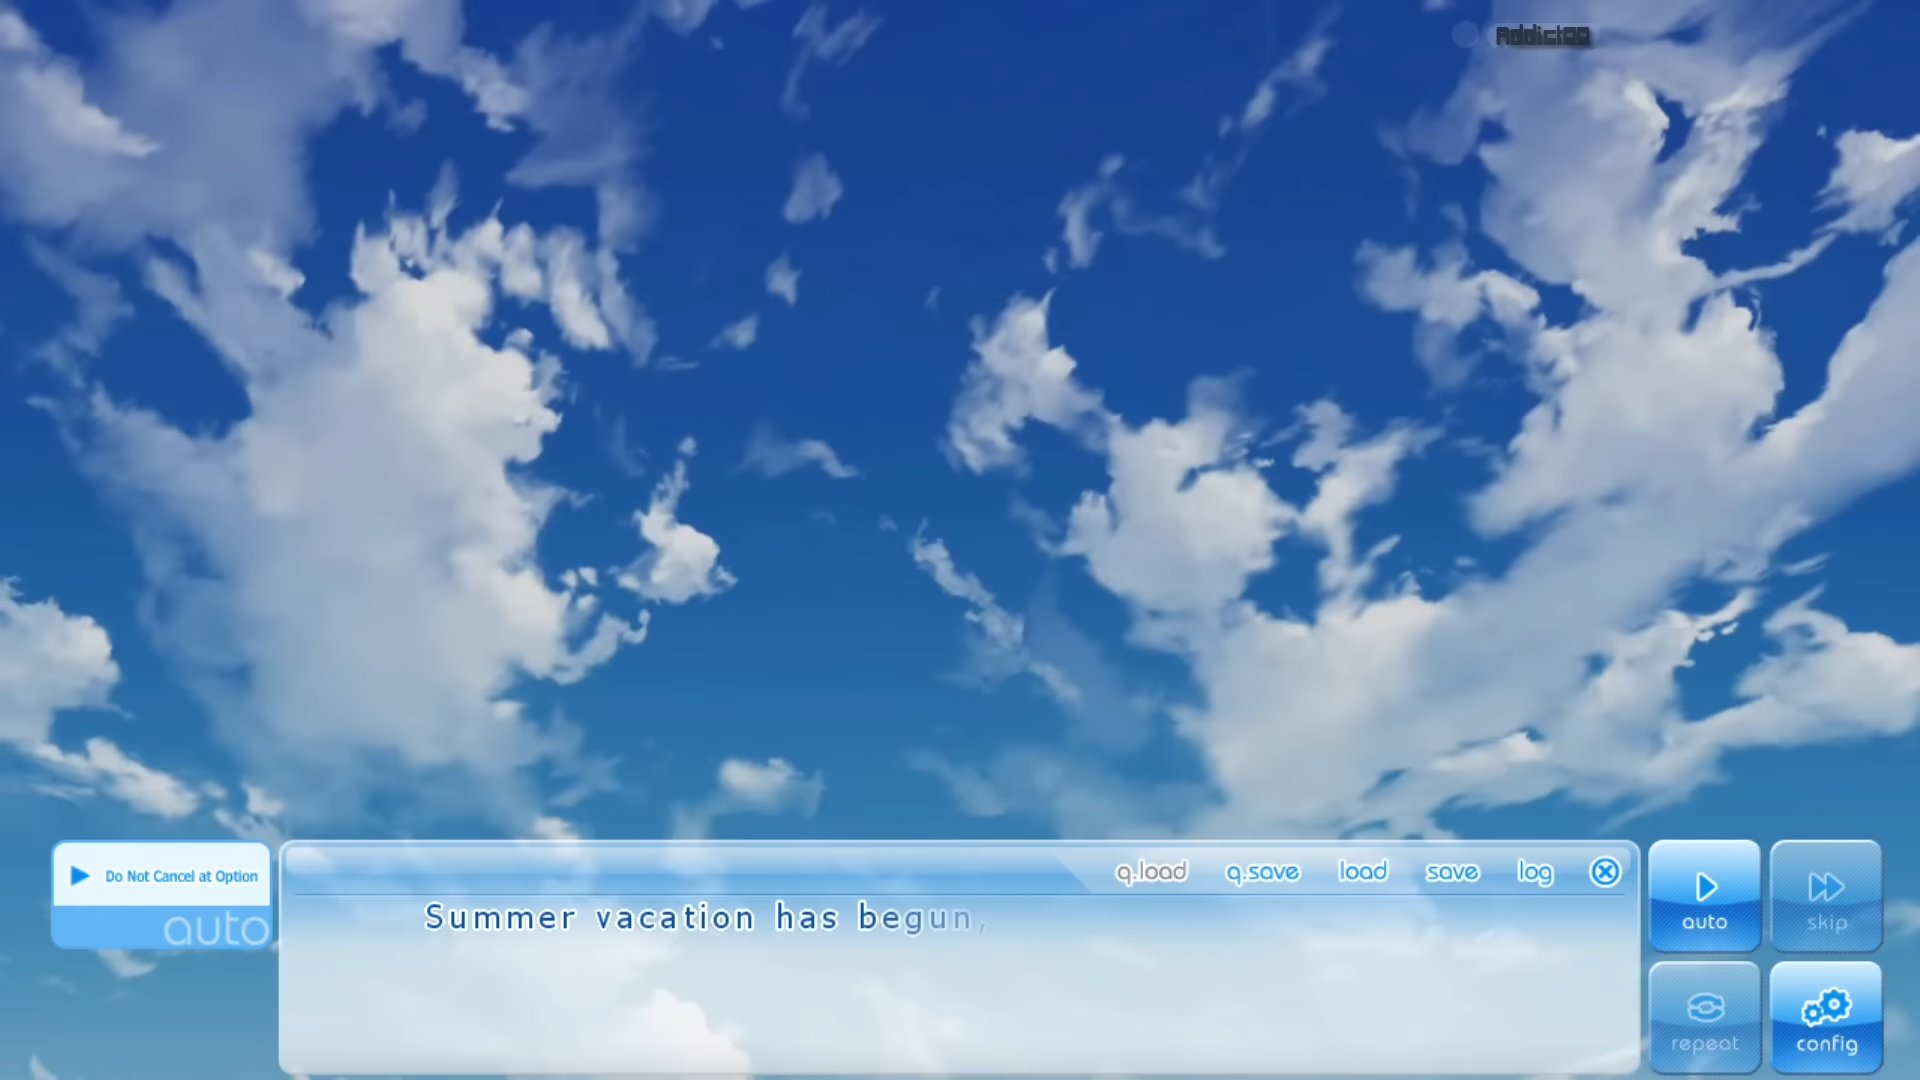 Addict99
Do Not Cancel at Option
auto
q.load q.save load save log
Summer vacation has begun,
auto
skip
repeat
config